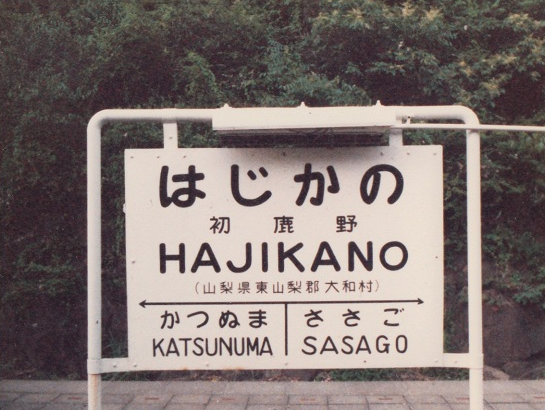 はじかの
初鹿野
HAJIKANO
(山梨県東山梨郡大和村)
かつぬま ささご
KATSUNUMA SASAGO